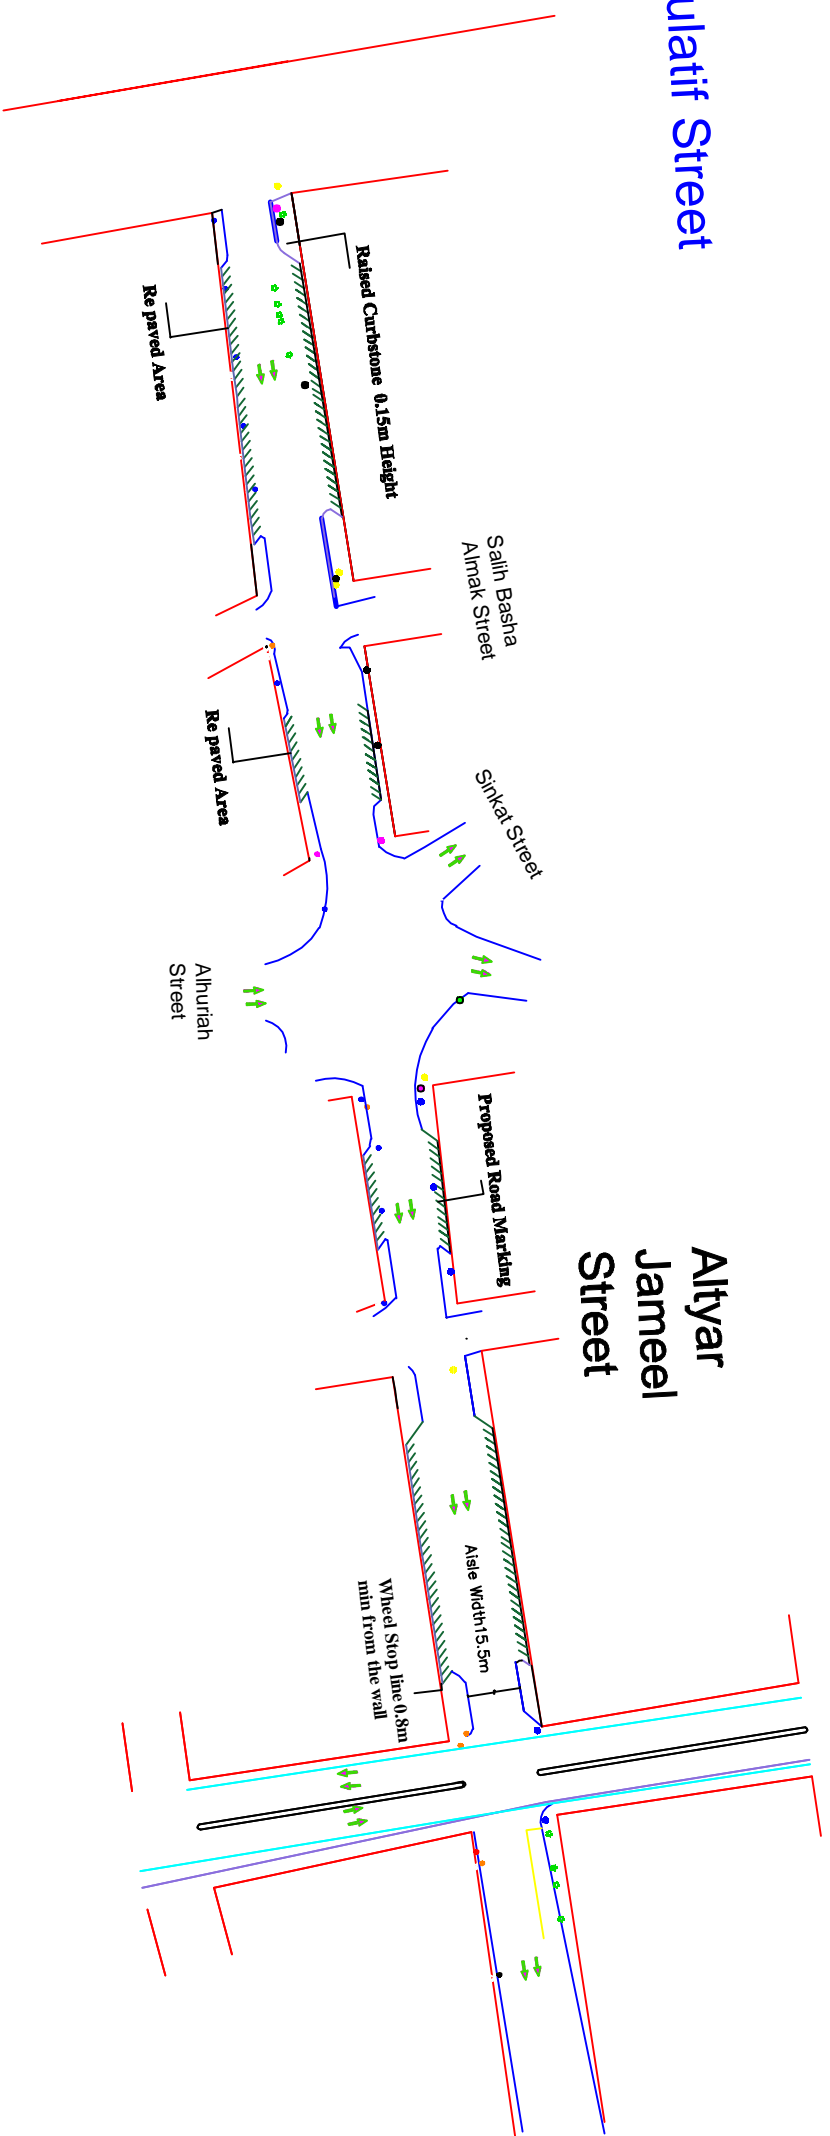 ulatif Street
Raised Curbstone 0.15m Height
Re paved Area
Salih Basha
Almak Street
Re paved Area
Sinkat Street
Alhuriah
Street
Proposed Road Marking
Altyar
Jameel
Street
Aisle Width15.5m
Wheel Stop line 0.8m
min from the wall